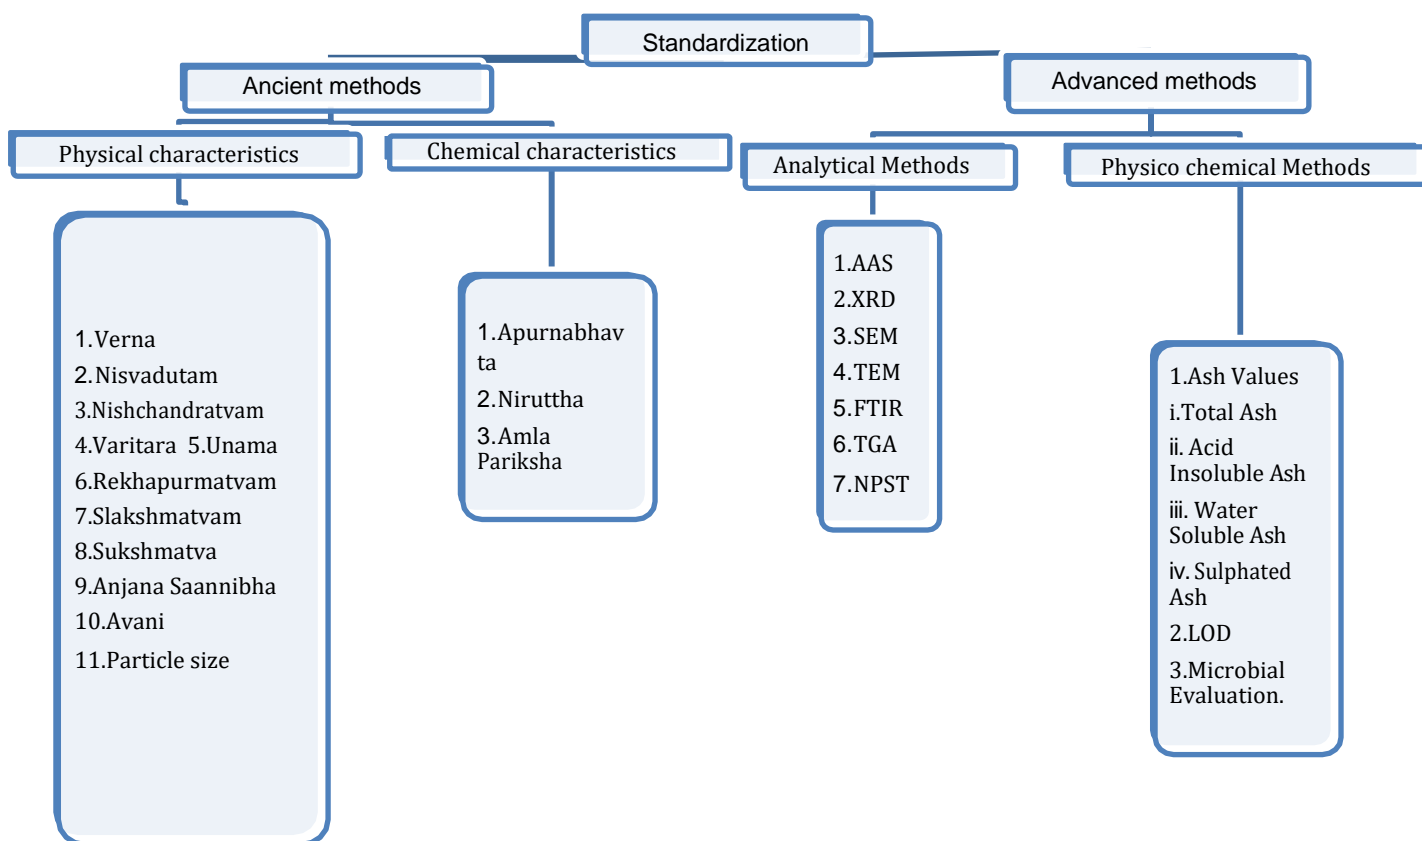 Standardization
Ancient methods
Advanced methods
Physical characteristics
Chemical characteristics
Analytical Methods
Physico chemical Methods
1.Verna
2.Nisvadutam
3.Nishchandratvam
4.Varitara 5.Unama
6.Rekhapurmatvam
7.Slakshmatvam
8.Sukshmatva
9.Anjana Saannibha
10.Avani
11.Particle size
1.Apurnabhav
ta
2.Niruttha
3.Amla
Pariksha
1.AAS
2.XRD
3.SEM
4.TEM
5.FTIR
6.TGA
7.NPST
1.Ash Values
i.Total Ash
ii. Acid
Insoluble Ash
iii. Water
Soluble Ash
iv. Sulphated
Ash
2.LOD
3.Microbial
Evaluation.